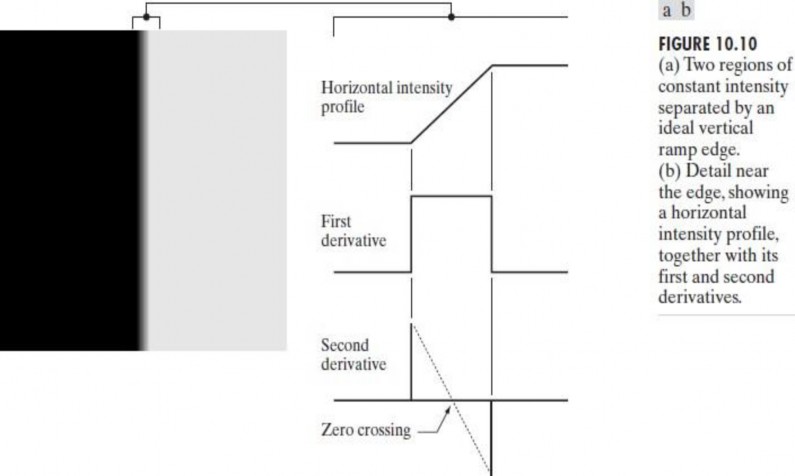 a b
FIGURE 10.10
(a) Two regions of
constant intensity
separated by an
ideal vertical
ramp edge.
(b) Detail near
the edge, showing
a horizontal
intensity profile,
together with its
first and second
derivatives.
Horizontal intensity
profile
First
derivative
Second
derivative
Zero crossing